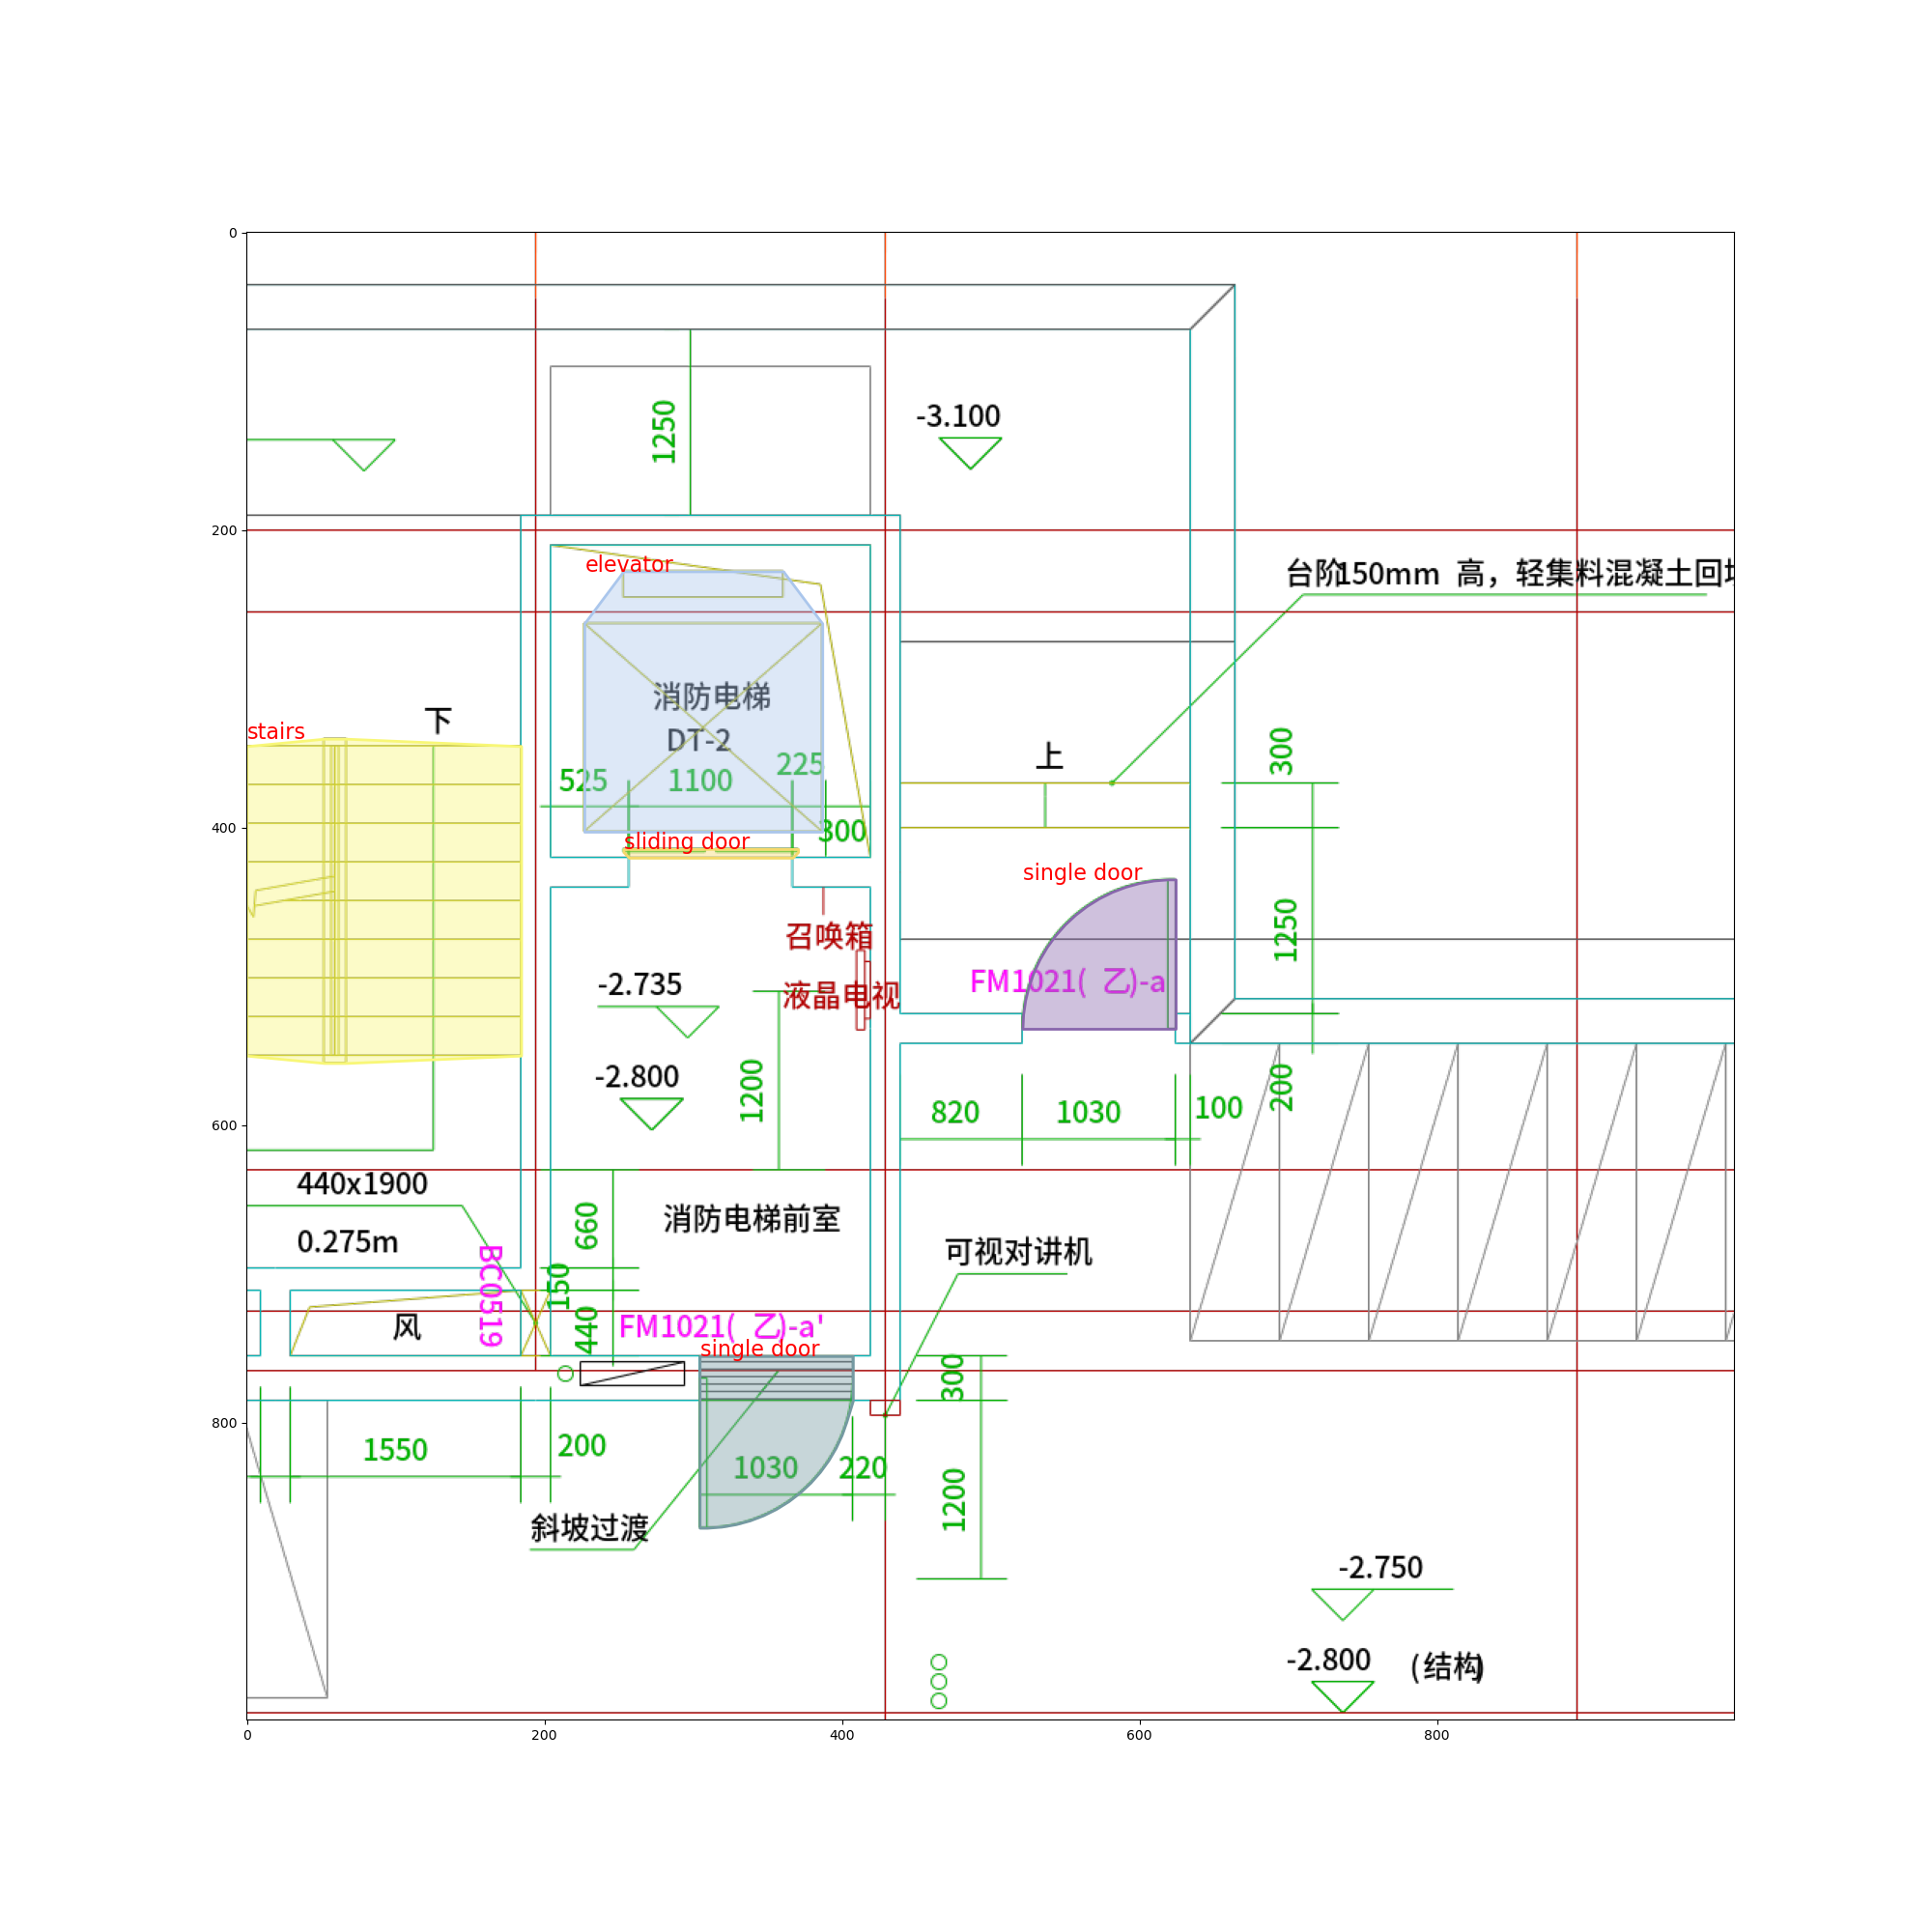 0
1250
-3.100
200
elevator
台阶150mm 高，轻集料混凝土回
消防电梯
DT-2
下
stairs
上
300
525
1100
225
300
400
sliding door
single door
召唤箱
1250
FM1021( 乙)-a
-2.735
液晶电视
-2.800
1200
200
820
1030
100
600
440x1900
660
消防电梯前室
0.275m
可视对讲机
BC0519
150
风
440
FM1021( 乙)-a'
single door
300
800
1550
200
1030
220
1200
斜坡过渡
-2.750
-2.800 (结构)
0
200
400
600
800